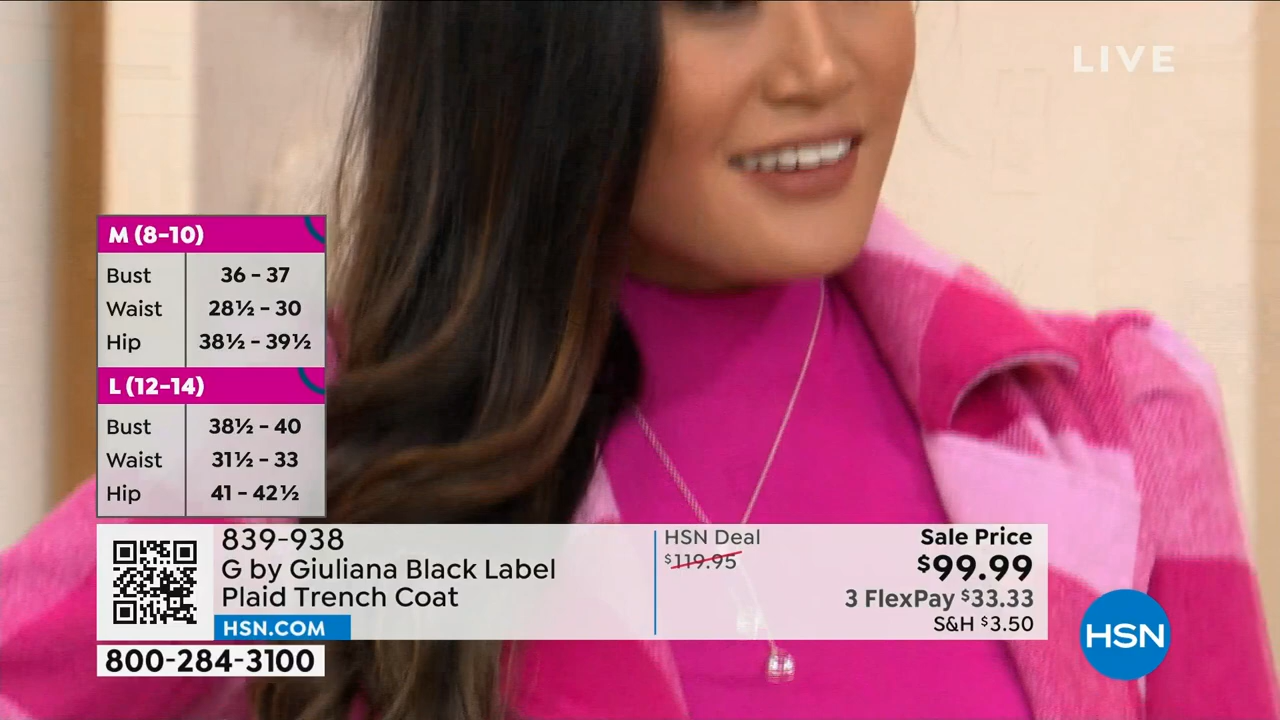 LIVE
M (8-10)
Bust 36 - 37
Waist 28½ - 30
Hip 38½ - 39½
L (12-14)
Bust 38½ - 40
Waist 31½ - 33
Hip 41 - 42½
839-938
G by Giuliana Black Label
Plaid Trench Coat
HSN.COM
800-284-3100
HSN Deal
$119.95
Sale Price
$99.99
3 FlexPay $33.33
S&H $3.50
HSN